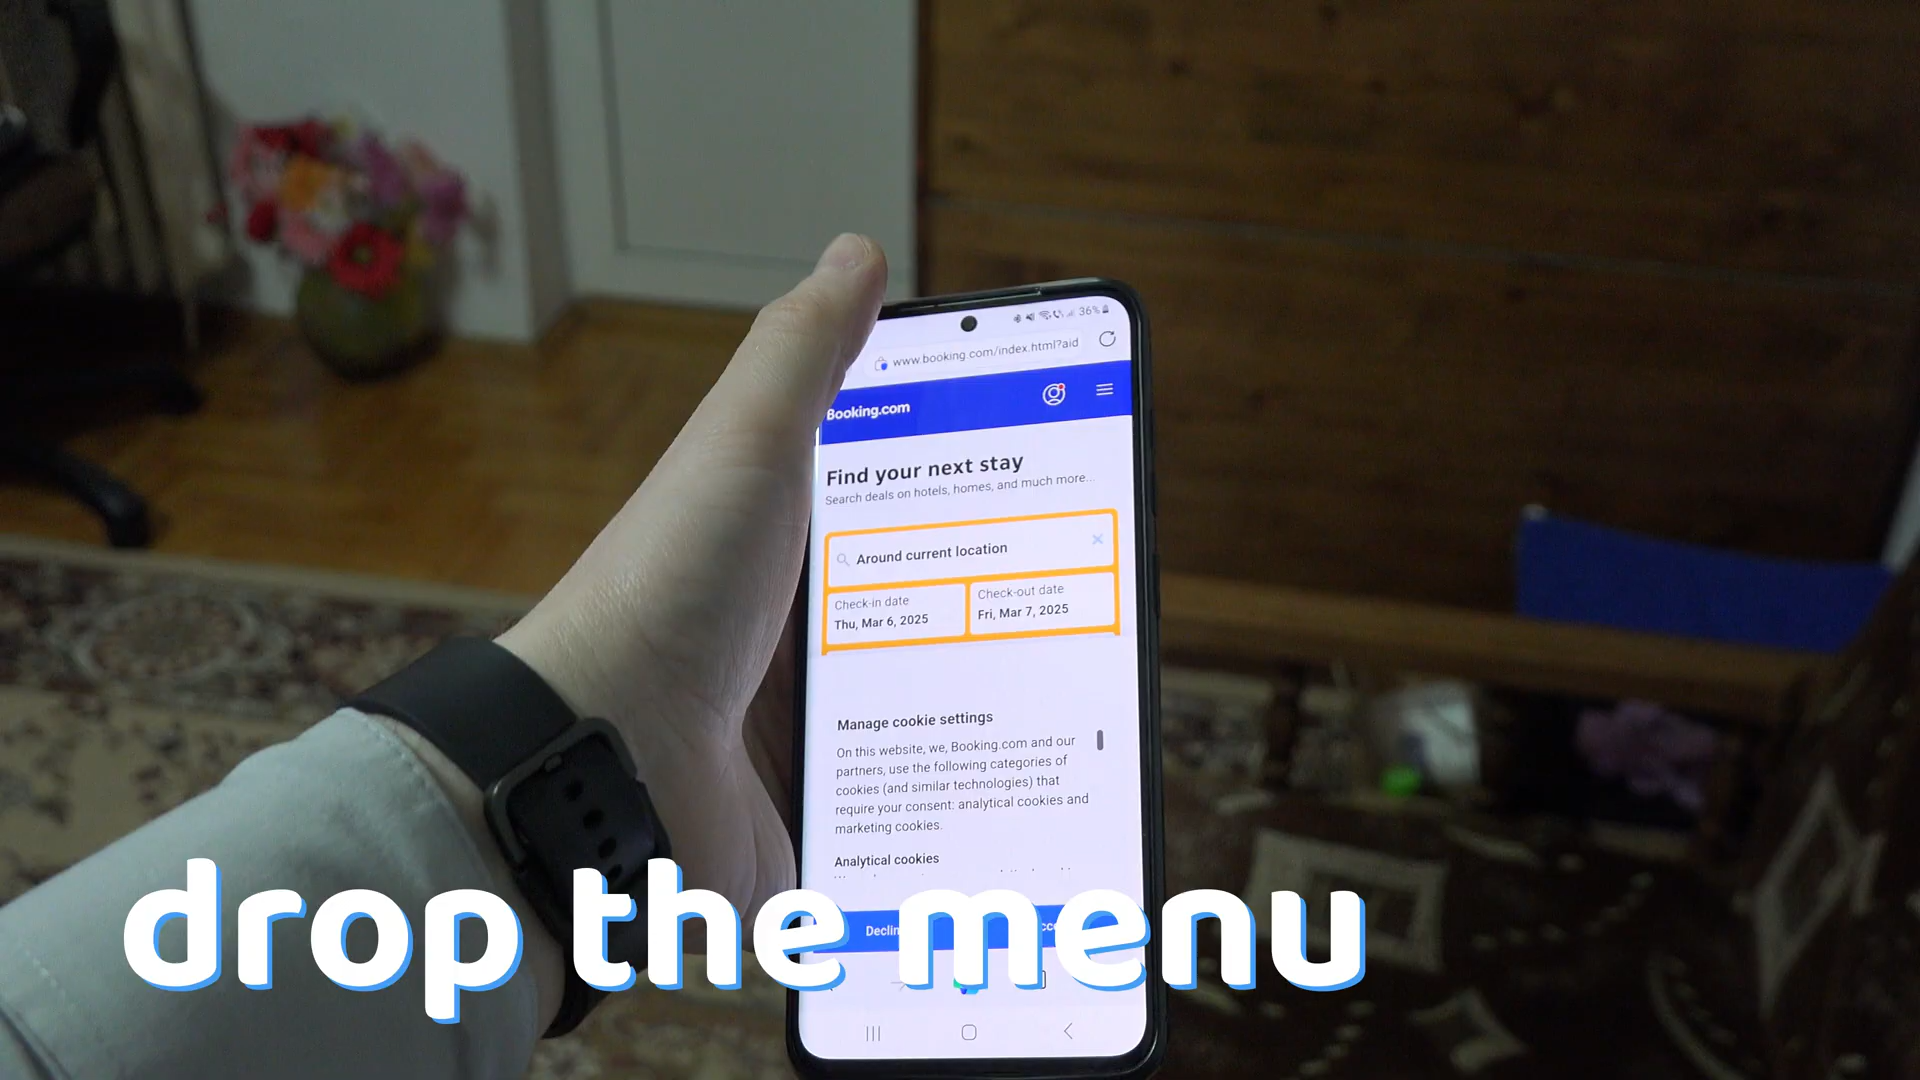 36%
www.booking.com/index.html?aid
Booking.com
Find your next stay
Search deals on hotels, homes, and much more...
Around current location
Check-in date
Thu, Mar 6, 2025
Check-out date
Fri, Mar 7, 2025
Manage cookie settings
On this website, we, Booking.com and our
partners, use the following categories of
cookies (and similar technologies) that
require your consent: analytical cookies and
marketing cookies.
Analytical cookies
drop the menu